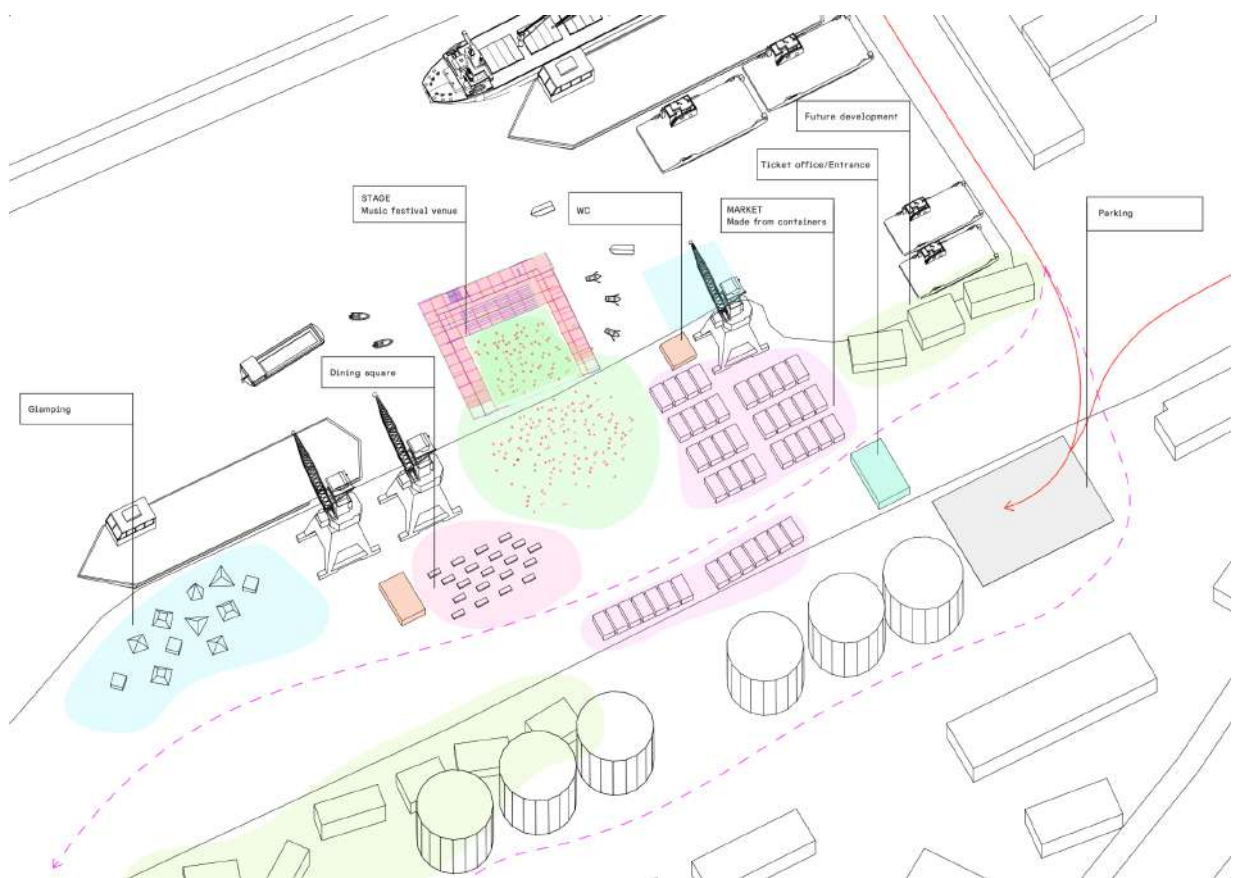 Future development
Ticket office/Entrance
STAGE
Music festival venue
WC
MARKET
Made from containers
Parking
Dining square
Glamping